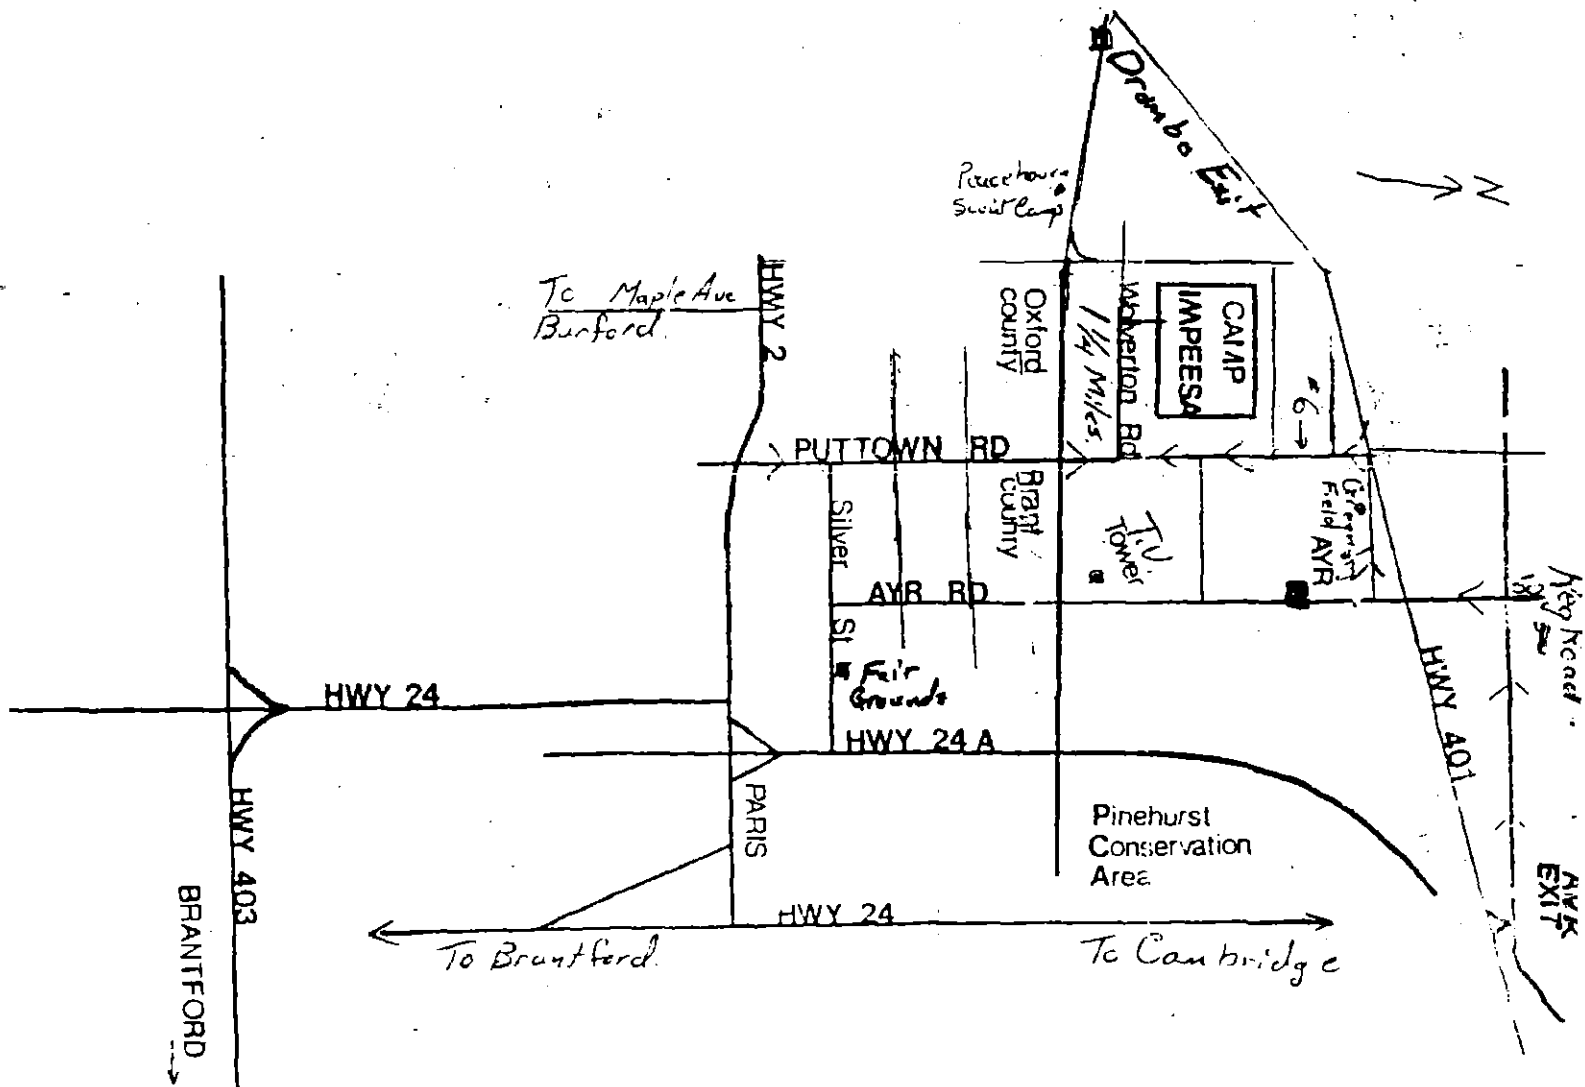 Drambo Exit
N
Scout Camp
To Maple Ave
Burford.
HWY 2
Oxford
county
1 1/4 Miles.
Wolverton Rd
CAMP
IMPEESA
#6 →
PUTTOWN RD
Brant
county
T.V.
Tower
Field
AYR
Silver St
AYR RD
Fair
Grounds
HWY 24
HWY 24 A
HWY 401
PARIS
Pinehurst
Conservation
Area
HWY 403
EXIT
HWY 24
To Brantford.
To Cambridge
BRANTFORD